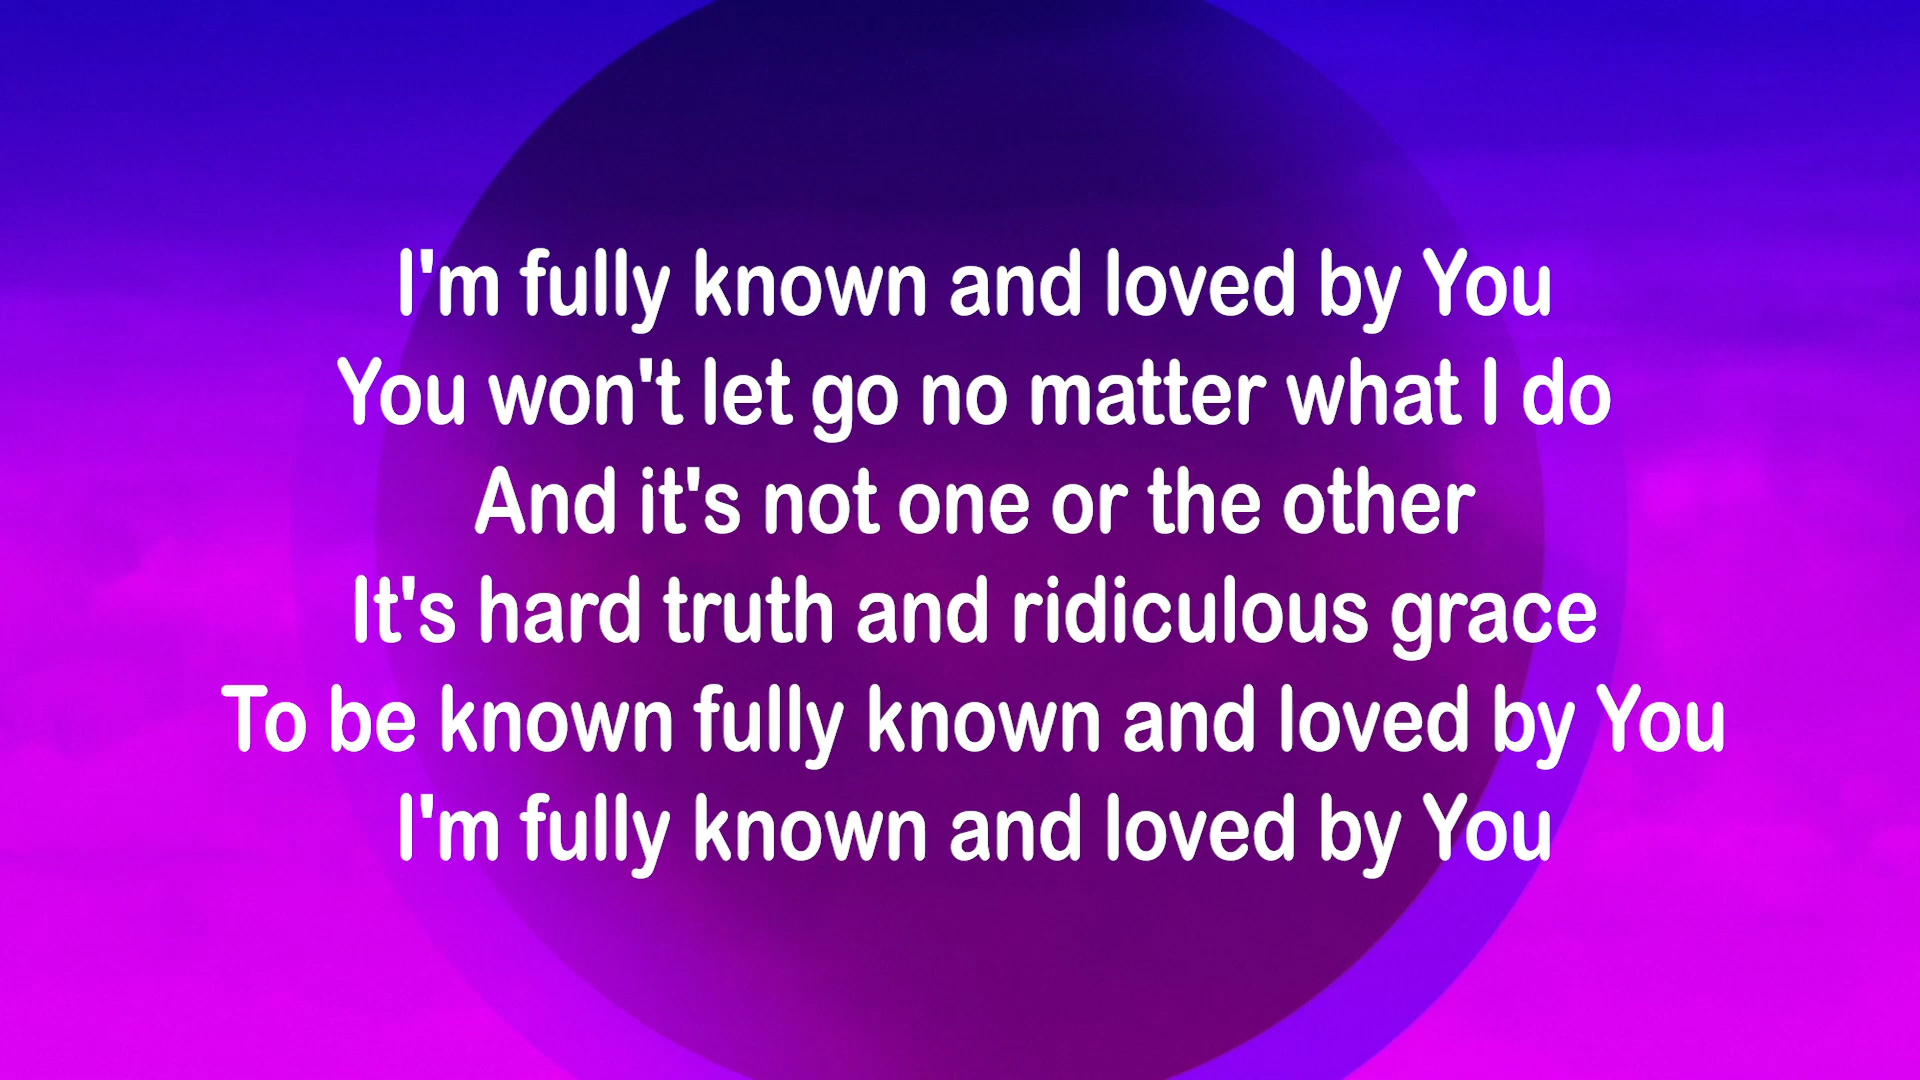 I'm fully known and loved by You
You won't let go no matter what I do
And it's not one or the other
It's hard truth and ridiculous grace
To be known fully known and loved by You
I'm fully known and loved by You